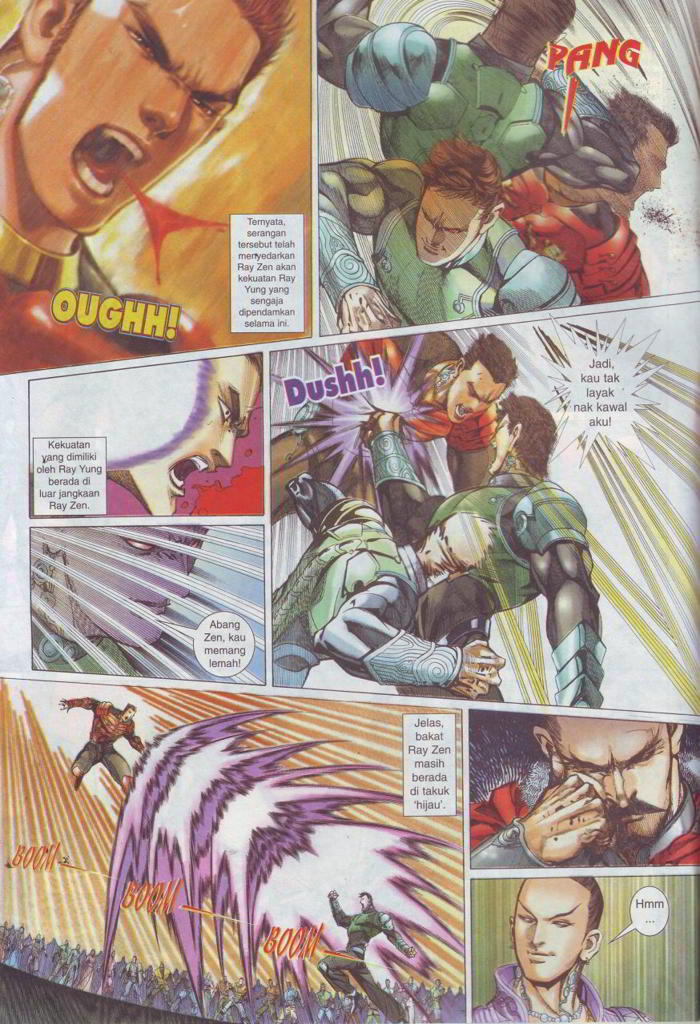 Ternyata,
serangan
tersebut telah
menyedarkan
Ray Zen akan
kekuatan Ray
Yung yang
sengaja
dipendamkan
selama ini.
OUGHH!
PANG
!
Kekuatan
yang dimiliki
oleh Ray Yung
berada di
luar jangkaan
Ray Zen.
Dushh!
Jadi,
kau tak
layak
nak kawal
aku!
Abang
Zen, kau
memang
lemah!
Jelas,
bakat
Ray Zen
masih
berada
di takuk
'hijau'.
BOOM
BOOM
BOOM
Hmm
...